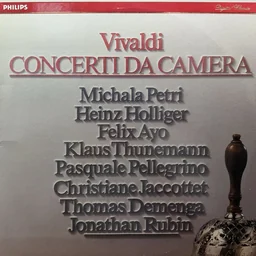 PHILIPS
Digital Classics
Vivaldi
CONCERTI DA CAMERA
Michala Petri
Heinz Holliger
Felix Ayo
Klaus Thunemann
Pasquale Pellegrino
Christiane Jaccottet
Thomas Demenga
Jonathan Rubin